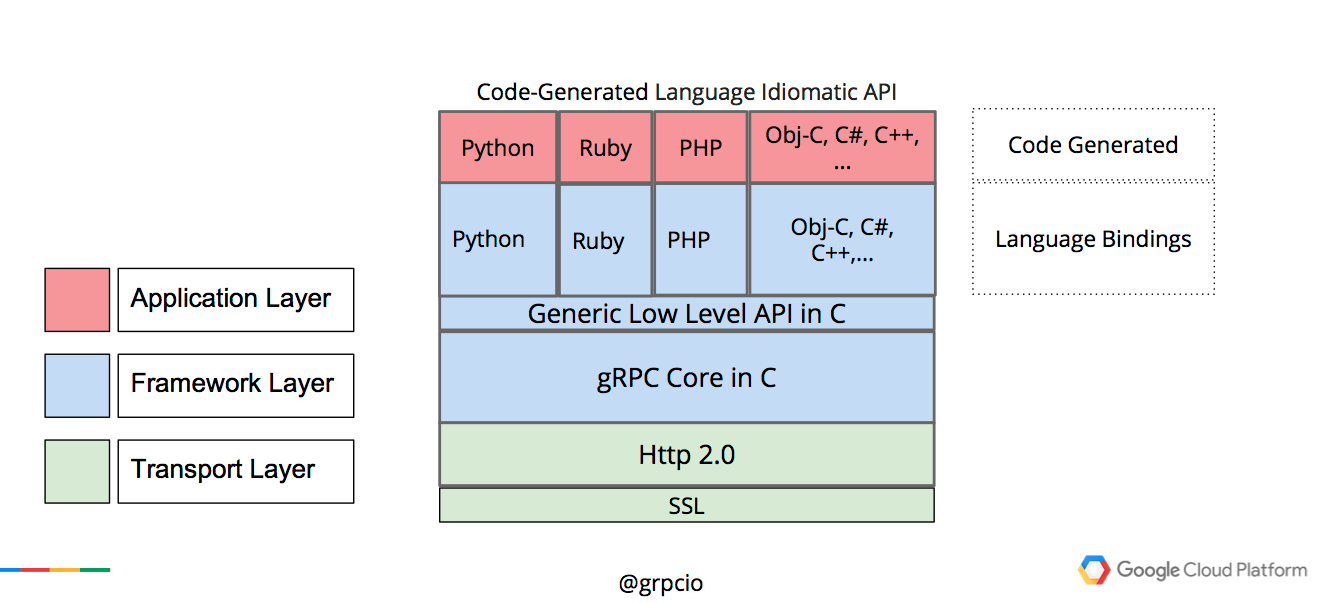 Code-Generated Language Idiomatic API
Python
Ruby
PHP
Obj-C, C#, C++,
...
Code Generated
Python
Ruby
PHP
Obj-C, C#,
C++,...
Language Bindings
Generic Low Level API in C
gRPC Core in C
Http 2.0
SSL
Application Layer
Framework Layer
Transport Layer
@grpcio
Google Cloud Platform